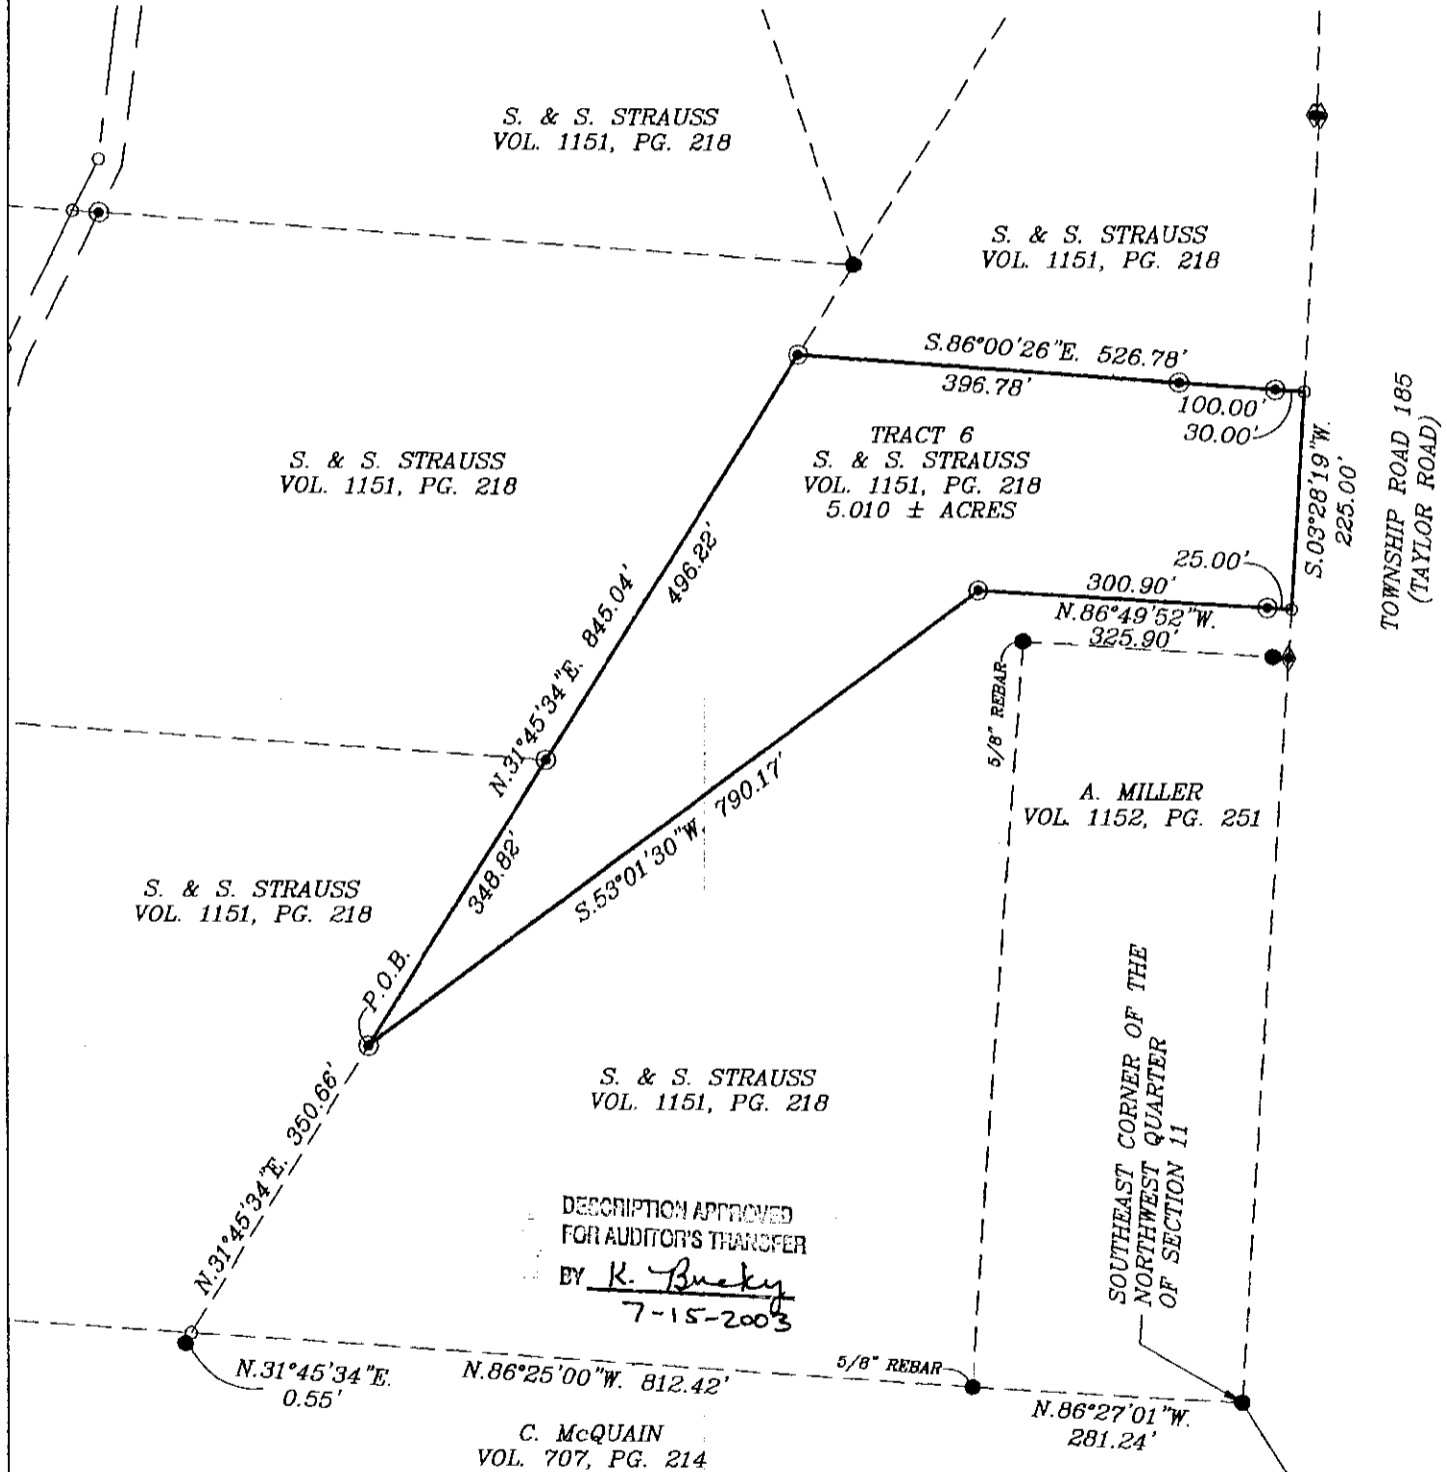 S. & S. STRAUSS
VOL. 1151, PG. 218
S. & S. STRAUSS
VOL. 1151, PG. 218
S.86°00'26"E. 526.78'
396.78'
100.00'
30.00'
TRACT 6
S. & S. STRAUSS
VOL. 1151, PG. 218
5.010 ± ACRES
S.03°28'19"W.
225.00'
TOWNSHIP ROAD 185
(TAYLOR ROAD)
S. & S. STRAUSS
VOL. 1151, PG. 218
N.31°45'34"E. 845.04'
496.22'
25.00'
300.90'
N.86°49'52"W.
325.90'
5/8" REBAR
A. MILLER
VOL. 1152, PG. 251
S.53°01'30"W. 790.17'
348.82'
S. & S. STRAUSS
VOL. 1151, PG. 218
P.O.B.
N.31°45'34"E. 350.66'
S. & S. STRAUSS
VOL. 1151, PG. 218
SOUTHEAST CORNER OF THE
NORTHWEST QUARTER
OF SECTION 11
DESCRIPTION APPROVED
FOR AUDITOR'S TRANSFER
BY K. Bucky
7-15-2003
N.31°45'34"E.
0.55'
N.86°25'00"W. 812.42'
5/8" REBAR
N.86°27'01"W.
281.24'
C. McQUAIN
VOL. 707, PG. 214